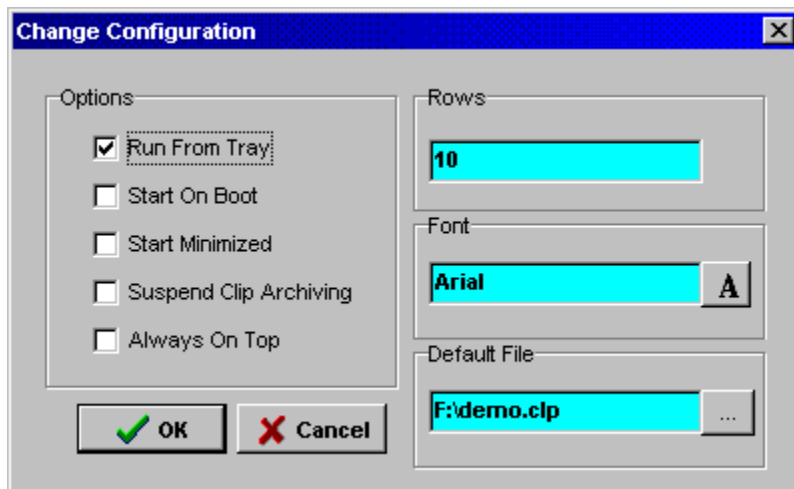 Change Configuration
Options
Run From Tray
Start On Boot
Start Minimized
Suspend Clip Archiving
Always On Top
OK
Cancel
Rows
10
Font
Arial
A
Default File
F:\demo.clp
...